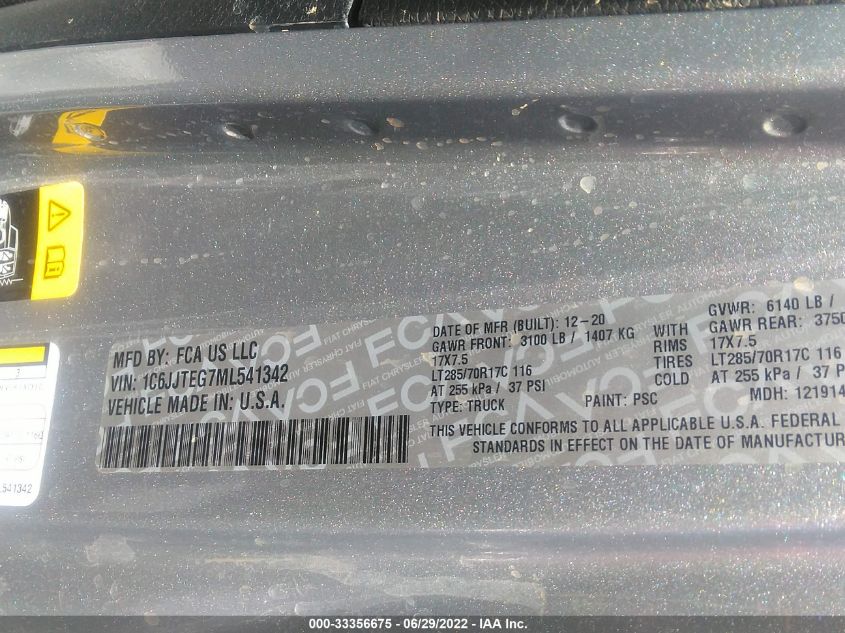 MFD BY: FCA US LLC
VIN: 1C6JJTEG7ML541342
VEHICLE MADE IN: U.S.A.
DATE OF MFR (BUILT): 12-20
GVWR: 6140 LB /
GAWR FRONT: 3100 LB / 1407 KG WITH GAWR REAR: 3750
17X7.5 RIMS 17X7.5
LT285/70R17C 116 TIRES LT285/70R17C 116
AT 255 kPa / 37 PSI COLD AT 255 kPa / 37 PSI
TYPE: TRUCK PAINT: PSC MDH: 121914
THIS VEHICLE CONFORMS TO ALL APPLICABLE U.S.A. FEDERAL
STANDARDS IN EFFECT ON THE DATE OF MANUFACTUR
541342
000-33356675 / 06/29/2022 - IAA Inc.